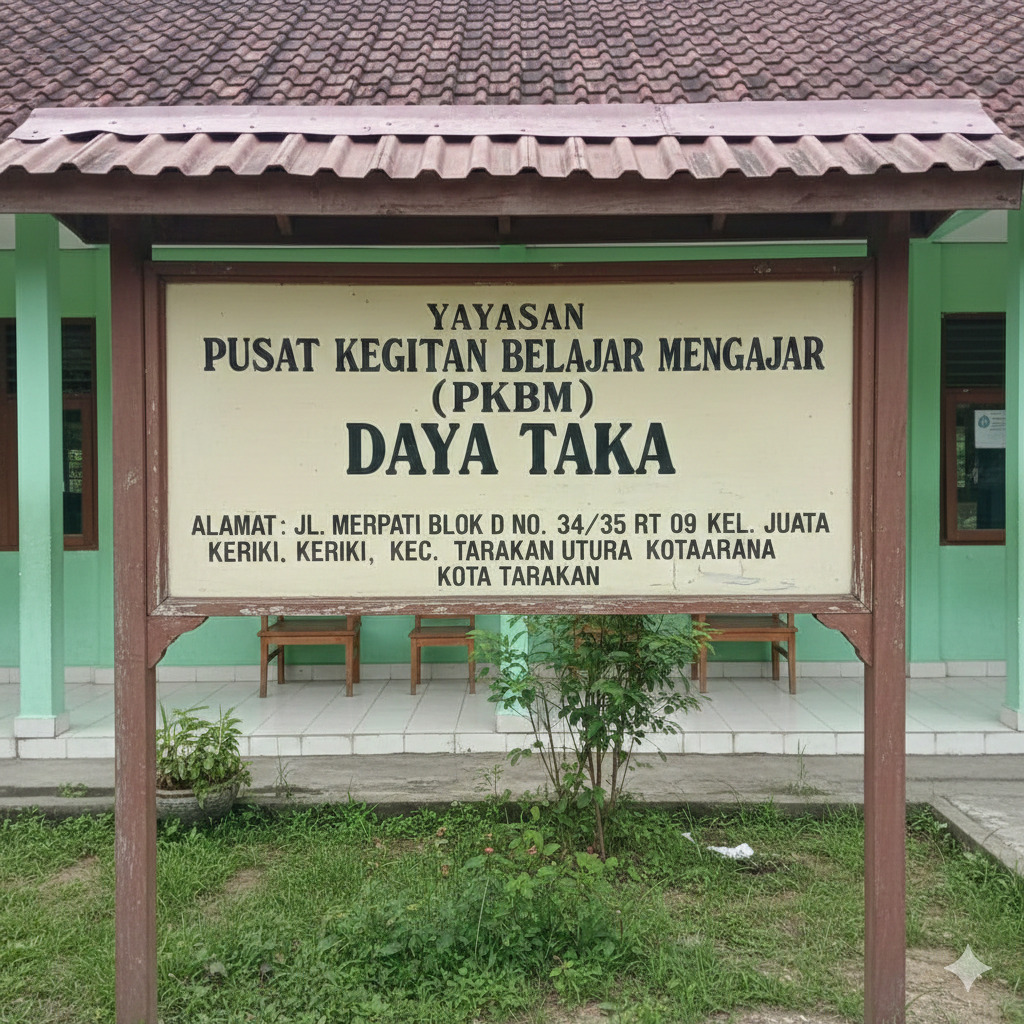 YAYASAN
PUSAT KEGITAN BELAJAR MENGAJAR
(PKBM)
DAYA TAKA
ALAMAT: JL. MERPATI BLOK D NO. 34/35 RT 09 KEL. JUATA
KERIKI. KERIKI, KEC. TARAKAN UTURA KOTAARANA
KOTA TARAKAN